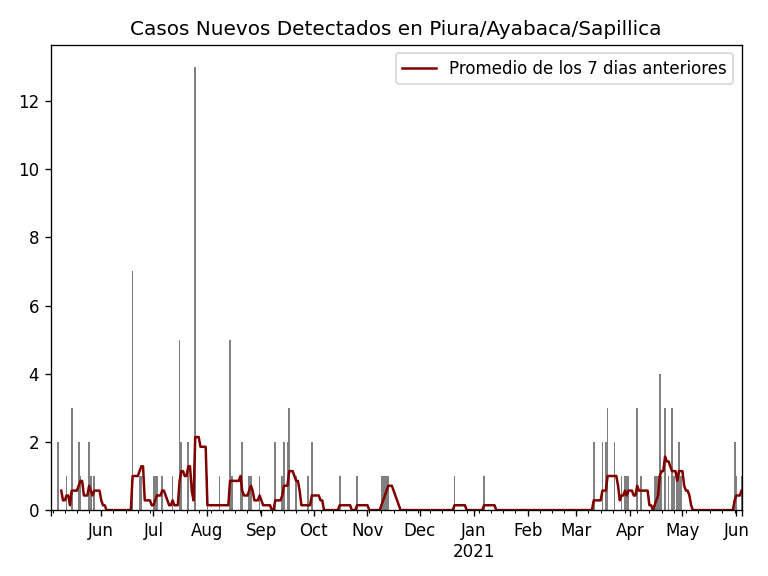 Casos Nuevos Detectados en Piura/Ayabaca/Sapillica
Promedio de los 7 dias anteriores
12
10
8
6
4
2
0
Jun Jul Aug Sep Oct Nov Dec Jan Feb Mar Apr May Jun
2021